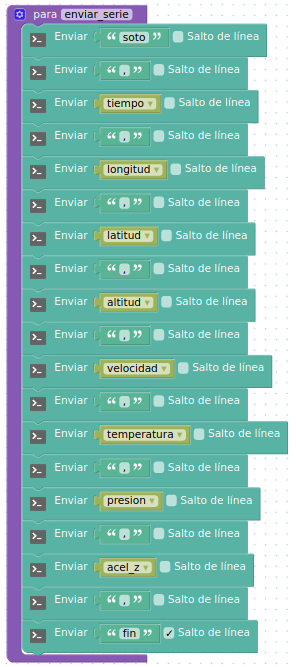 para enviar_serie
Enviar “ soto ” Salto de línea
Enviar “ , ” Salto de línea
Enviar tiempo Salto de línea
Enviar “ , ” Salto de línea
Enviar longitud Salto de línea
Enviar “ , ” Salto de línea
Enviar latitud Salto de línea
Enviar “ , ” Salto de línea
Enviar altitud Salto de línea
Enviar “ , ” Salto de línea
Enviar velocidad Salto de línea
Enviar “ , ” Salto de línea
Enviar temperatura Salto de línea
Enviar “ , ” Salto de línea
Enviar presion Salto de línea
Enviar “ , ” Salto de línea
Enviar acel_z Salto de línea
Enviar “ , ” Salto de línea
Enviar “ fin ” Salto de línea